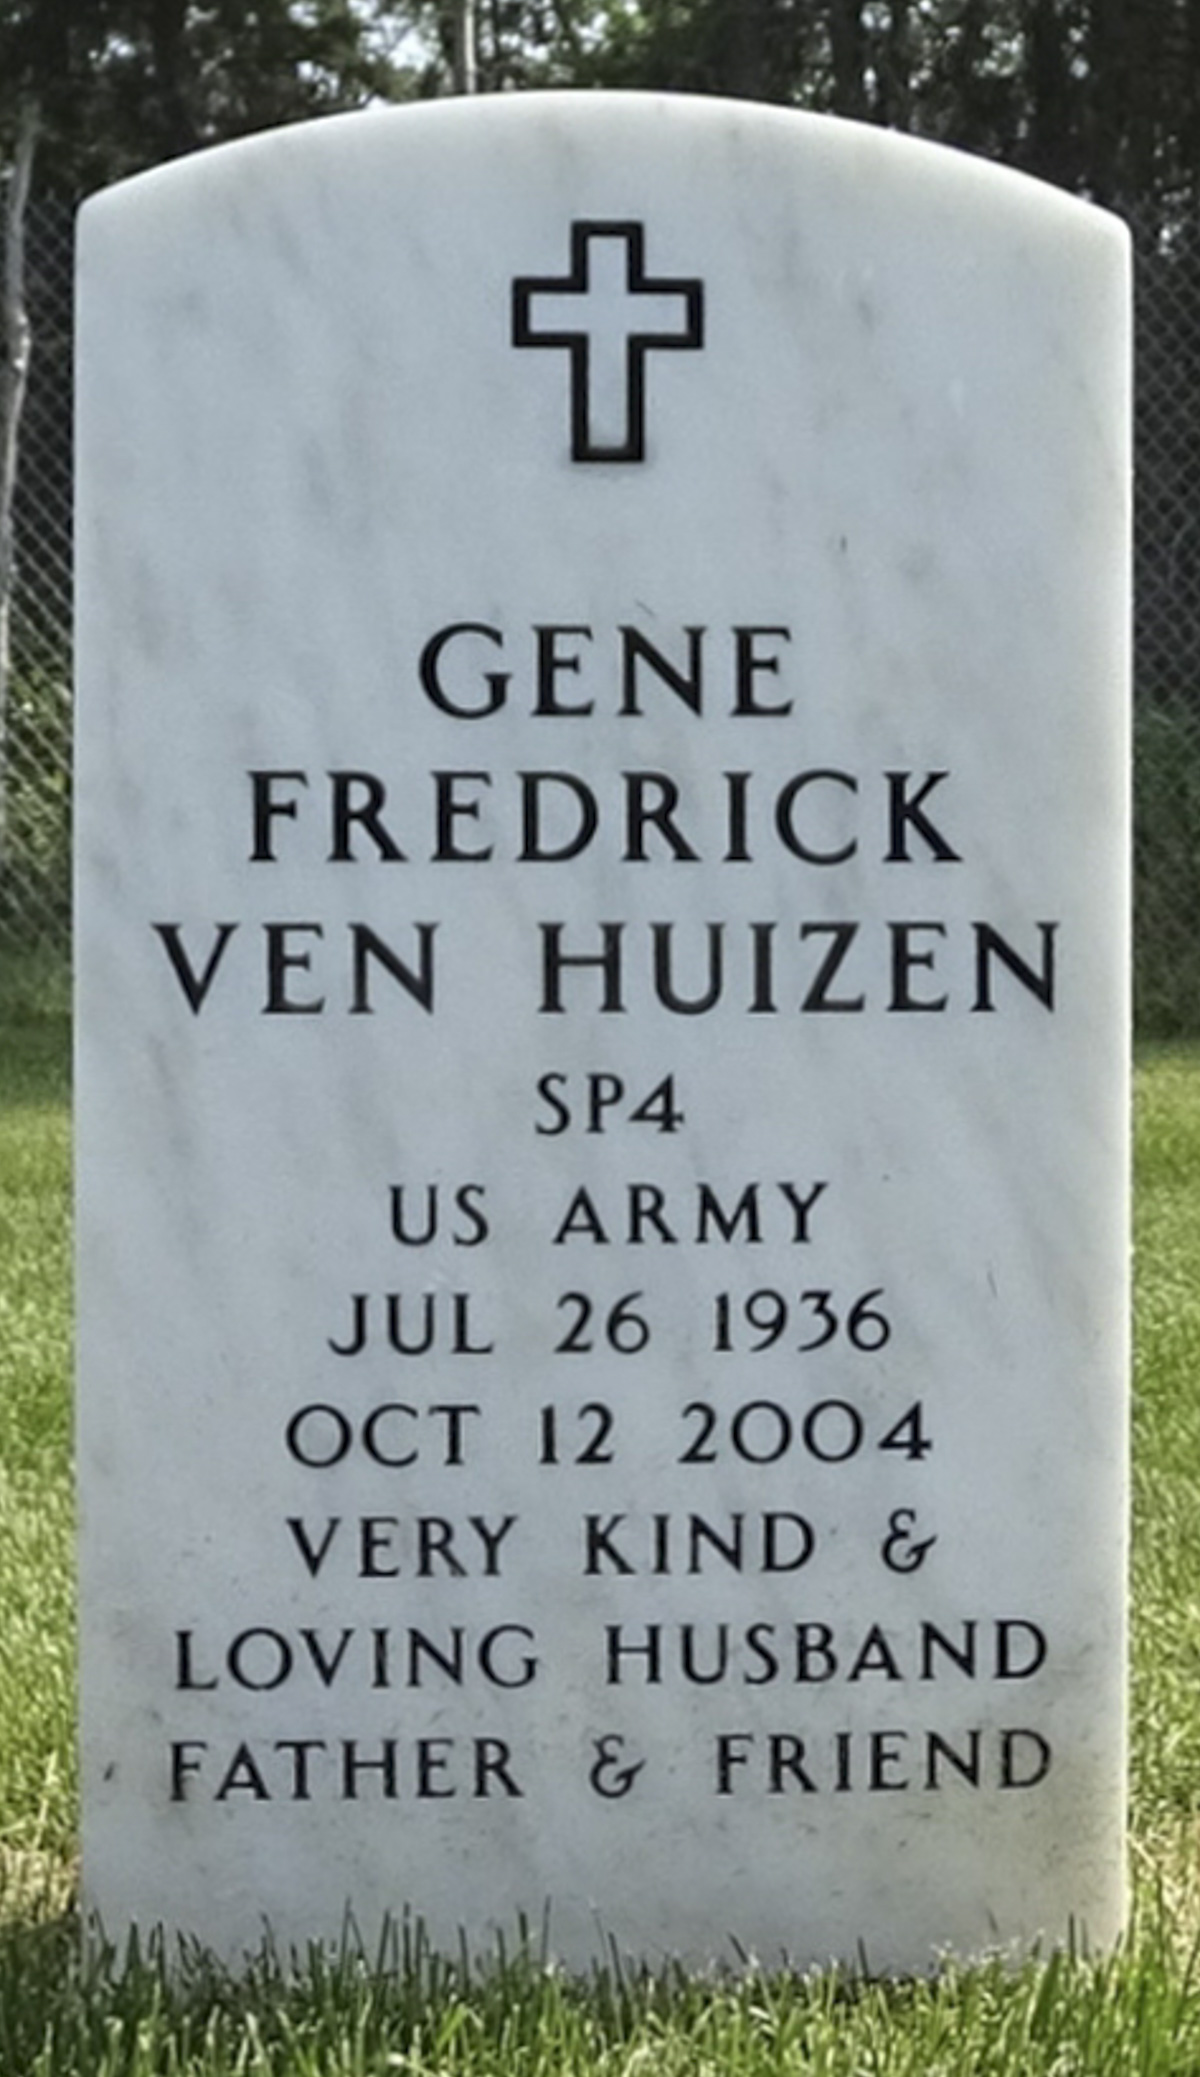 GENE
FREDRICK
VEN HUIZEN
SP4
US ARMY
JUL 26 1936
OCT 12 2004
VERY KIND &
LOVING HUSBAND
FATHER & FRIEND